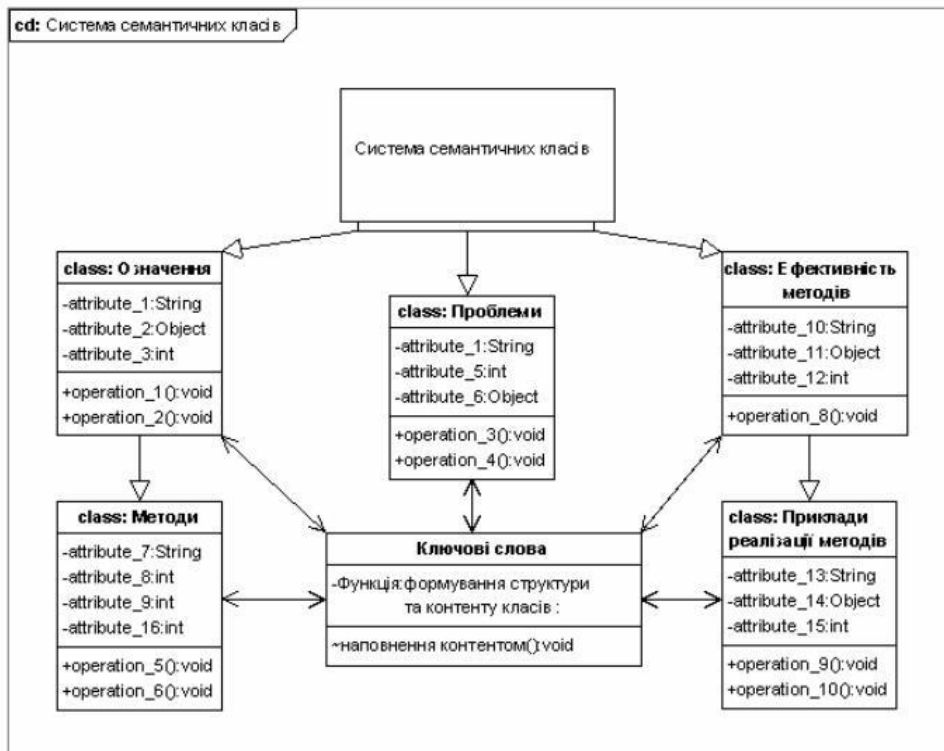 cd: Система семантичних класів
Система семантичних класів
class: Означення
-attribute_1:String
-attribute_2:Object
-attribute_3:int
+operation_1():void
+operation_2():void
class: Проблеми
-attribute_1:String
-attribute_5:int
-attribute_6:Object
+operation_3():void
+operation_4():void
class: Ефективність
методів
-attribute_10:String
-attribute_11:Object
-attribute_12:int
+operation_8():void
class: Методи
-attribute_7:String
-attribute_8:int
-attribute_9:int
-attribute_16:int
+operation_5():void
+operation_6():void
Ключові слова
-Функція:формування структури
та контенту класів :
~наповнення контентом():void
class: Приклади
реалізації методів
-attribute_13:String
-attribute_14:Object
-attribute_15:int
+operation_9():void
+operation_10():void